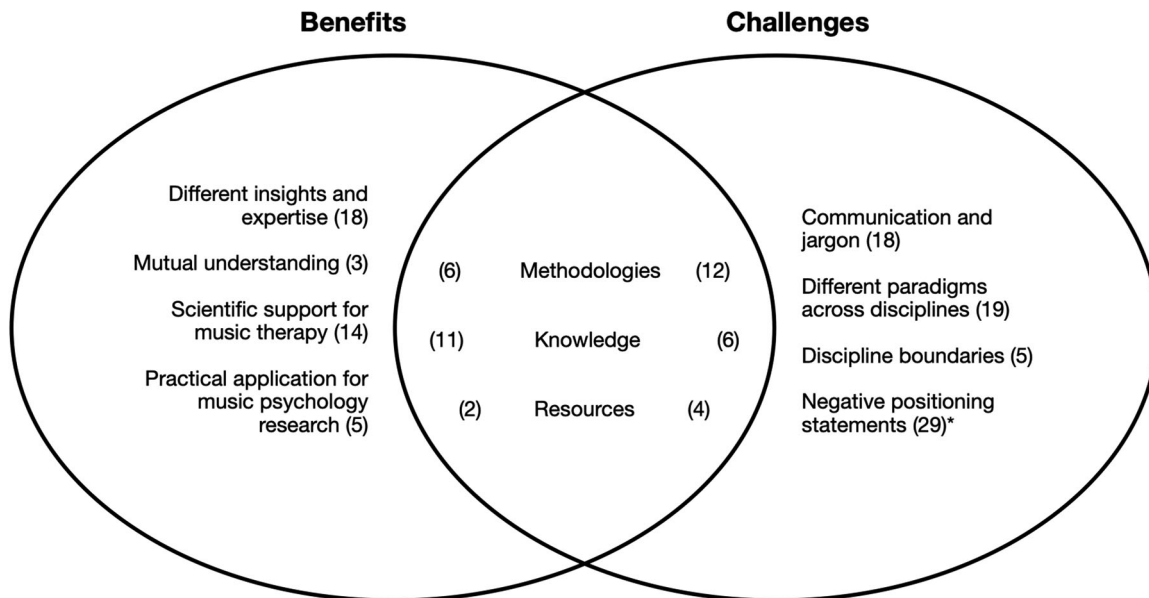 Benefits
Challenges
Different insights and
expertise (18)
Mutual understanding (3)
Scientific support for
music therapy (14)
Practical application for
music psychology
research (5)
(6) Methodologies (12)
(11) Knowledge (6)
(2) Resources (4)
Communication and
jargon (18)
Different paradigms
across disciplines (19)
Discipline boundaries (5)
Negative positioning
statements (29)*